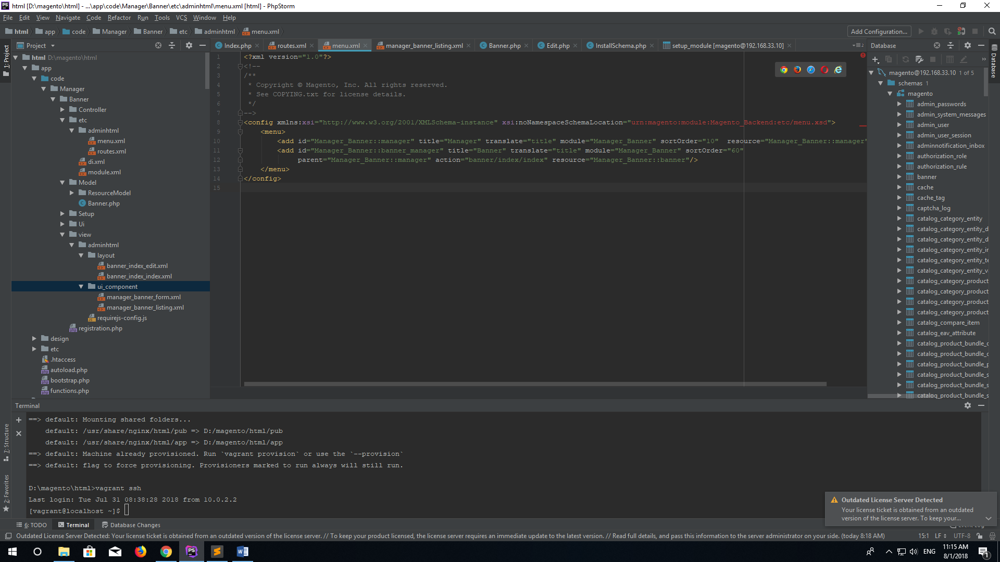 html [D:\magento\html] - ...\app\code\Manager\Banner\etc\adminhtml\menu.xml [html] - PhpStorm
File Edit View Navigate Code Refactor Run Tools VCS Window Help
html app code Manager Banner etc adminhtml menu.xml
Add Configuration...
1: Project
Project
html D:\magento\html
app
code
Manager
Banner
Controller
etc
adminhtml
menu.xml
routes.xml
di.xml
module.xml
Model
ResourceModel
Banner.php
Setup
Ui
view
adminhtml
layout
banner_index_edit.xml
banner_index_index.xml
ui_component
manager_banner_form.xml
manager_banner_listing.xml
requirejs-config.js
registration.php
design
etc
.htaccess
autoload.php
bootstrap.php
functions.php
Index.php routes.xml menu.xml manager_banner_listing.xml Banner.php Edit.php InstallSchema.php setup_module [magento@192.168.33.10]
1 <?xml version="1.0"?>
2 <!--
3 /**
4 * Copyright © Magento, Inc. All rights reserved.
5 * See COPYING.txt for license details.
6 */
7 -->
8 <config xmlns:xsi="http://www.w3.org/2001/XMLSchema-instance" xsi:noNamespaceSchemaLocation="urn:magento:module:Magento_Backend:etc/menu.xsd">
9 <menu>
10 <add id="Manager_Banner::manager" title="Manager" translate="title" module="Manager_Banner" sortOrder="10" resource="Manager_Banner::manager"
11 <add id="Manager_Banner::banner_manager" title="Banner" translate="title" module="Manager_Banner" sortOrder="60"
12 parent="Manager_Banner::manager" action="banner/index/index" resource="Manager_Banner::banner"/>
13 </menu>
14 </config>
15
Database
Database
magento@192.168.33.10 1 of 5
schemas 1
magento
admin_passwords
admin_system_messages
admin_user
admin_user_session
adminnotification_inbox
authorization_role
authorization_rule
banner
cache
cache_tag
captcha_log
catalog_category_entity
catalog_category_entity_d
catalog_category_entity_d
catalog_category_entity_in
catalog_category_entity_te
catalog_category_entity_v
catalog_category_product
catalog_category_product
catalog_category_product
catalog_category_product
catalog_compare_item
catalog_eav_attribute
catalog_product_bundle_o
catalog_product_bundle_o
catalog_product_bundle_p
catalog_product_bundle_s
catalog_product_bundle_s
catalog_product_bundle_s
Terminal
==> default: Mounting shared folders...
default: /usr/share/nginx/html/pub => D:/magento/html/pub
default: /usr/share/nginx/html/app => D:/magento/html/app
==> default: Machine already provisioned. Run `vagrant provision` or use the `--provision`
==> default: flag to force provisioning. Provisioners marked to run always will still run.
D:\magento\html>vagrant ssh
Last login: Tue Jul 31 08:38:28 2018 from 10.0.2.2
[vagrant@localhost ~]$
7: Structure
2: Favorites
Outdated License Server Detected
Your license ticket is obtained from an outdated
version of the license server. To keep your...
6: TODO Terminal Database Changes Event Log
Outdated License Server Detected: Your license ticket is obtained from an outdated version of the license server. // To keep your product licensed, the license server requires an immediate update to the latest version. // Read full details, and pass this information to the server administrator on your side. (today 8:18 AM) 15:1 LF UTF-8
ENG
11:15 AM
8/1/2018
1